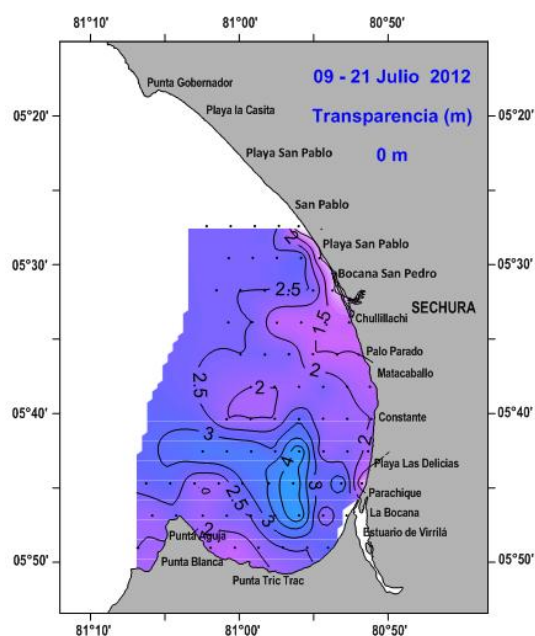 81°10' 81°00' 80°50'
09 - 21 Julio 2012
Transparencia (m)
0 m
Punta Gobernador
Playa la Casita
05°20' 05°20'
Playa San Pablo
San Pablo
2
Playa San Pablo
05°30' 05°30'
Bocana San Pedro
2.5
SECHURA
1.5
Chullillachi
Palo Parado
2
Matacaballo
2.5
2
05°40' 05°40'
Constante
3
2
4
Playa Las Delicias
3
2.5
Parachique
3
La Bocana
2
Estuario de Virrilá
Punta Aguja
05°50' 05°50'
Punta Blanca
Punta Tric Trac
81°10' 81°00' 80°50'